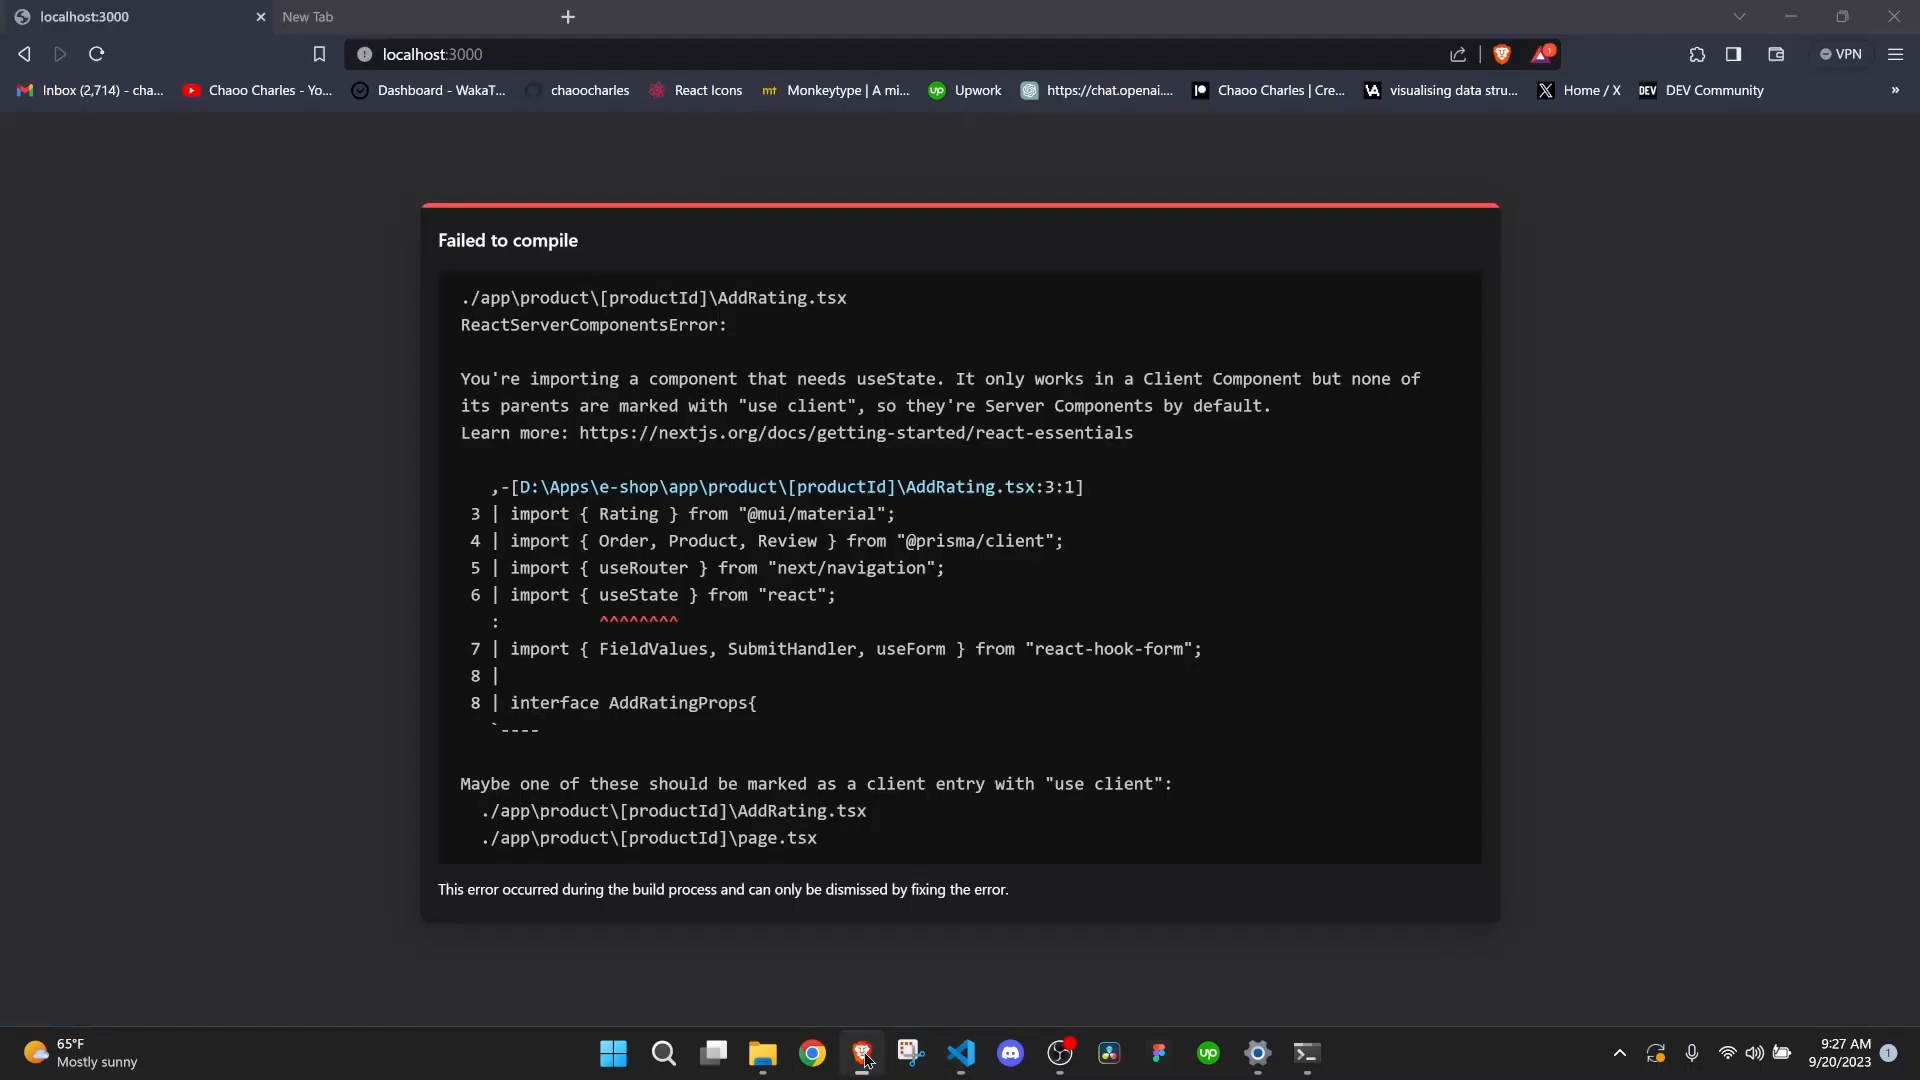 localhost:3000
New Tab
localhost:3000
1
VPN
Inbox (2,714) - cha...
Chaoo Charles - Yo...
Dashboard - WakaT...
chaoocharles
React Icons
mt
Monkeytype | A mi...
up
Upwork
https://chat.openai....
Chaoo Charles | Cre...
VA
visualising data stru...
X
Home / X
DEV
DEV Community
»
Failed to compile
./app\product\[productId]\AddRating.tsx
ReactServerComponentsError:
You're importing a component that needs useState. It only works in a Client Component but none of
its parents are marked with "use client", so they're Server Components by default.
Learn more: https://nextjs.org/docs/getting-started/react-essentials
,-[D:\Apps\e-shop\app\product\[productId]\AddRating.tsx:3:1]
3 | import { Rating } from "@mui/material";
4 | import { Order, Product, Review } from "@prisma/client";
5 | import { useRouter } from "next/navigation";
6 | import { useState } from "react";
: ^^^^^^^^
7 | import { FieldValues, SubmitHandler, useForm } from "react-hook-form";
8 |
8 | interface AddRatingProps{
`----
Maybe one of these should be marked as a client entry with "use client":
./app\product\[productId]\AddRating.tsx
./app\product\[productId]\page.tsx
This error occurred during the build process and can only be dismissed by fixing the error.
65°F
Mostly sunny
up
9:27 AM
9/20/2023
1